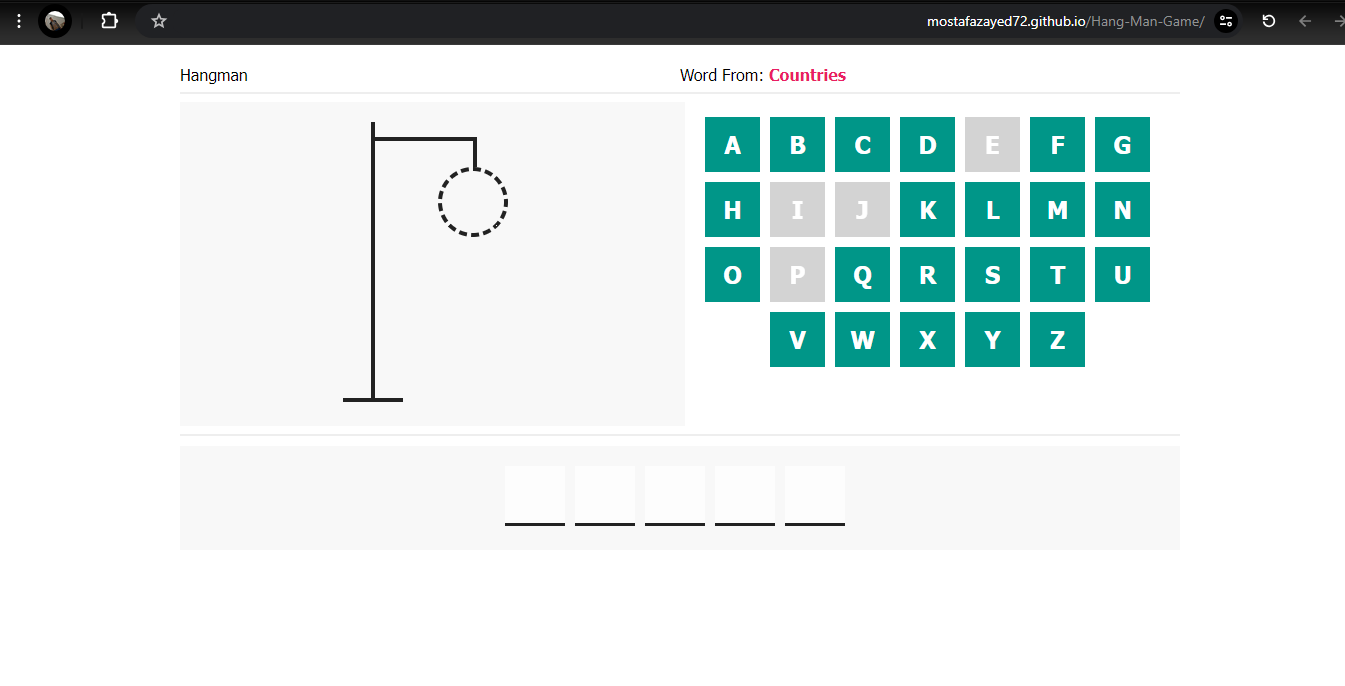 mostafazayed72.github.io/Hang-Man-Game/
Hangman
Word From: Countries
A B C D E F G
H I J K L M N
O P Q R S T U
V W X Y Z